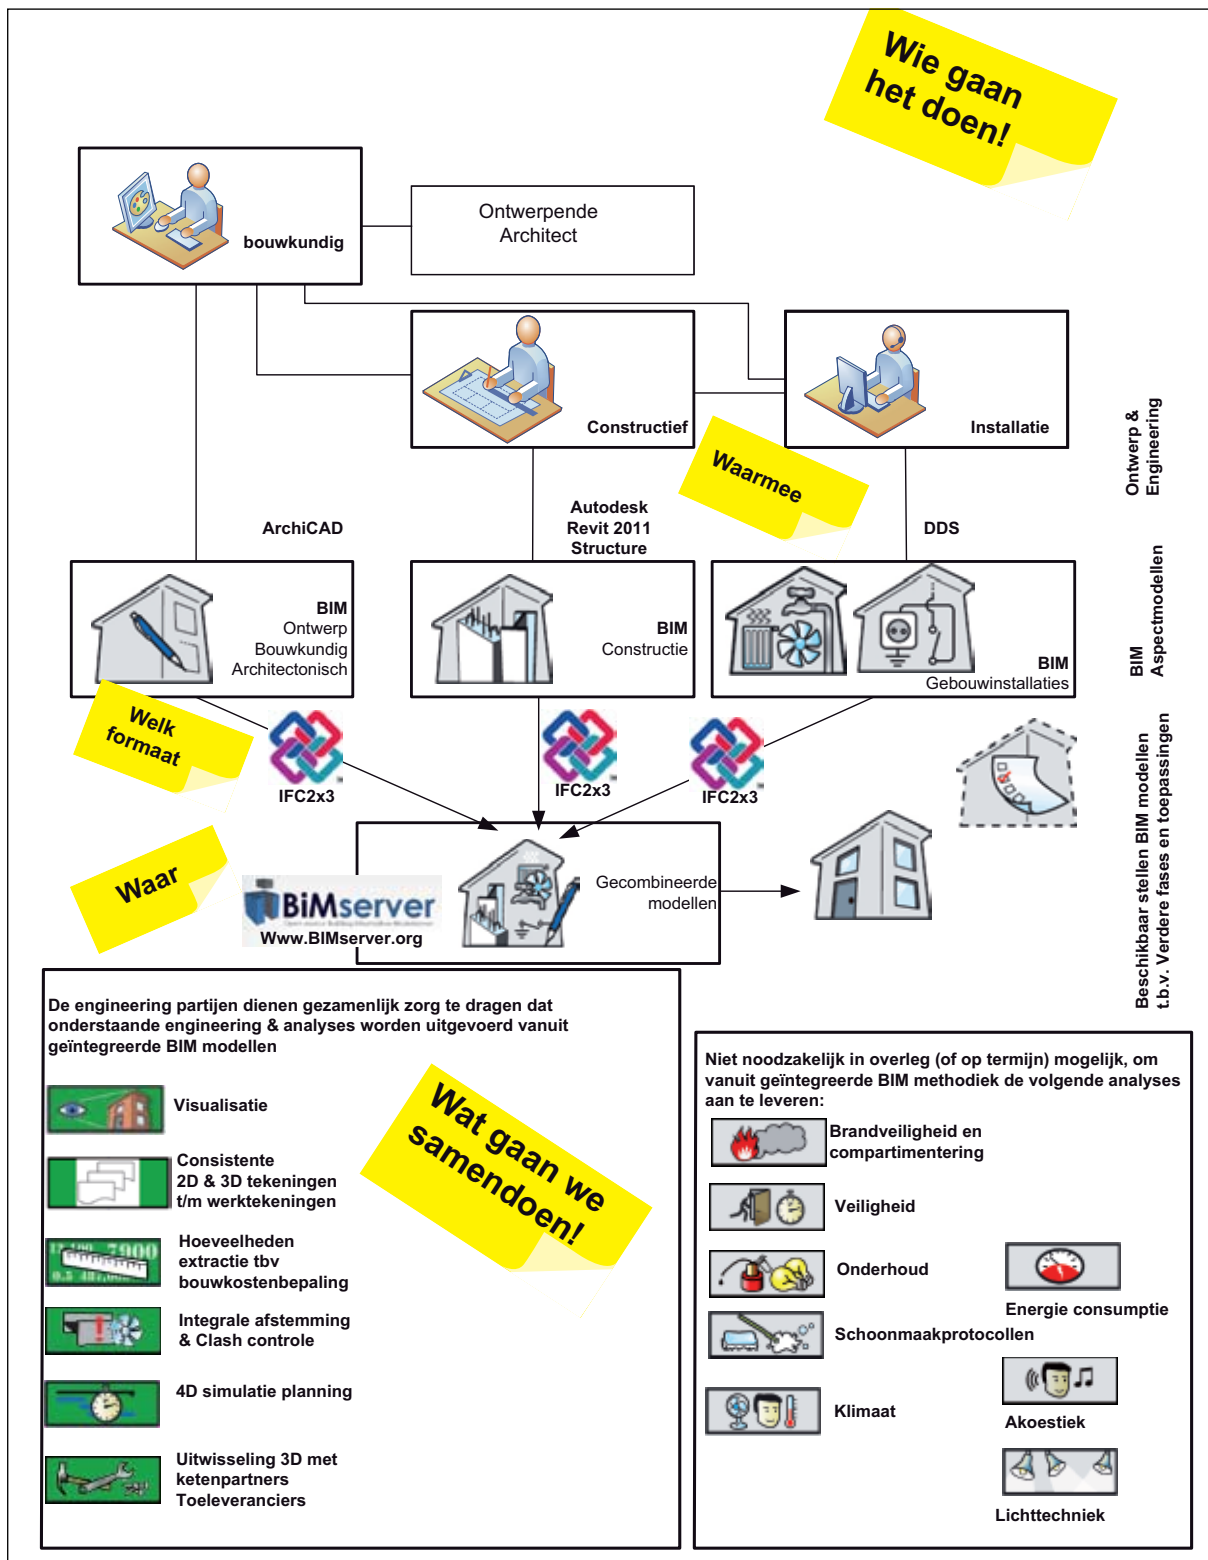 Wie gaan
het doen!
bouwkundig
Ontwerpende
Architect
Constructief
Installatie
Ontwerp &
Engineering
Waarmee
ArchiCAD
Autodesk
Revit 2011
Structure
DDS
BIM
Ontwerp
Bouwkundig
Architectonisch
BIM
Constructie
BIM
Gebouwinstallaties
BIM
Aspectmodellen
Welk
formaat
IFC2x3
IFC2x3
IFC2x3
Waar
BiMserver
Www.BIMserver.org
Gecombineerde
modellen
Beschikbaar stellen BIM modellen
t.b.v. Verdere fases en toepassingen
De engineering partijen dienen gezamenlijk zorg te dragen dat
onderstaande engineering & analyses worden uitgevoerd vanuit
geïntegreerde BIM modellen
Wat gaan we
samendoen!
Visualisatie
Consistente
2D & 3D tekeningen
t/m werktekeningen
Hoeveelheden
extractie tbv
bouwkostenbepaling
7900
Integrale afstemming
& Clash controle
4D simulatie planning
Uitwisseling 3D met
ketenpartners
Toeleveranciers
Niet noodzakelijk in overleg (of op termijn) mogelijk, om
vanuit geïntegreerde BIM methodiek de volgende analyses
aan te leveren:
Brandveiligheid en
compartimentering
Veiligheid
Onderhoud
Energie consumptie
Schoonmaakprotocollen
Klimaat
Akoestiek
Lichttechniek